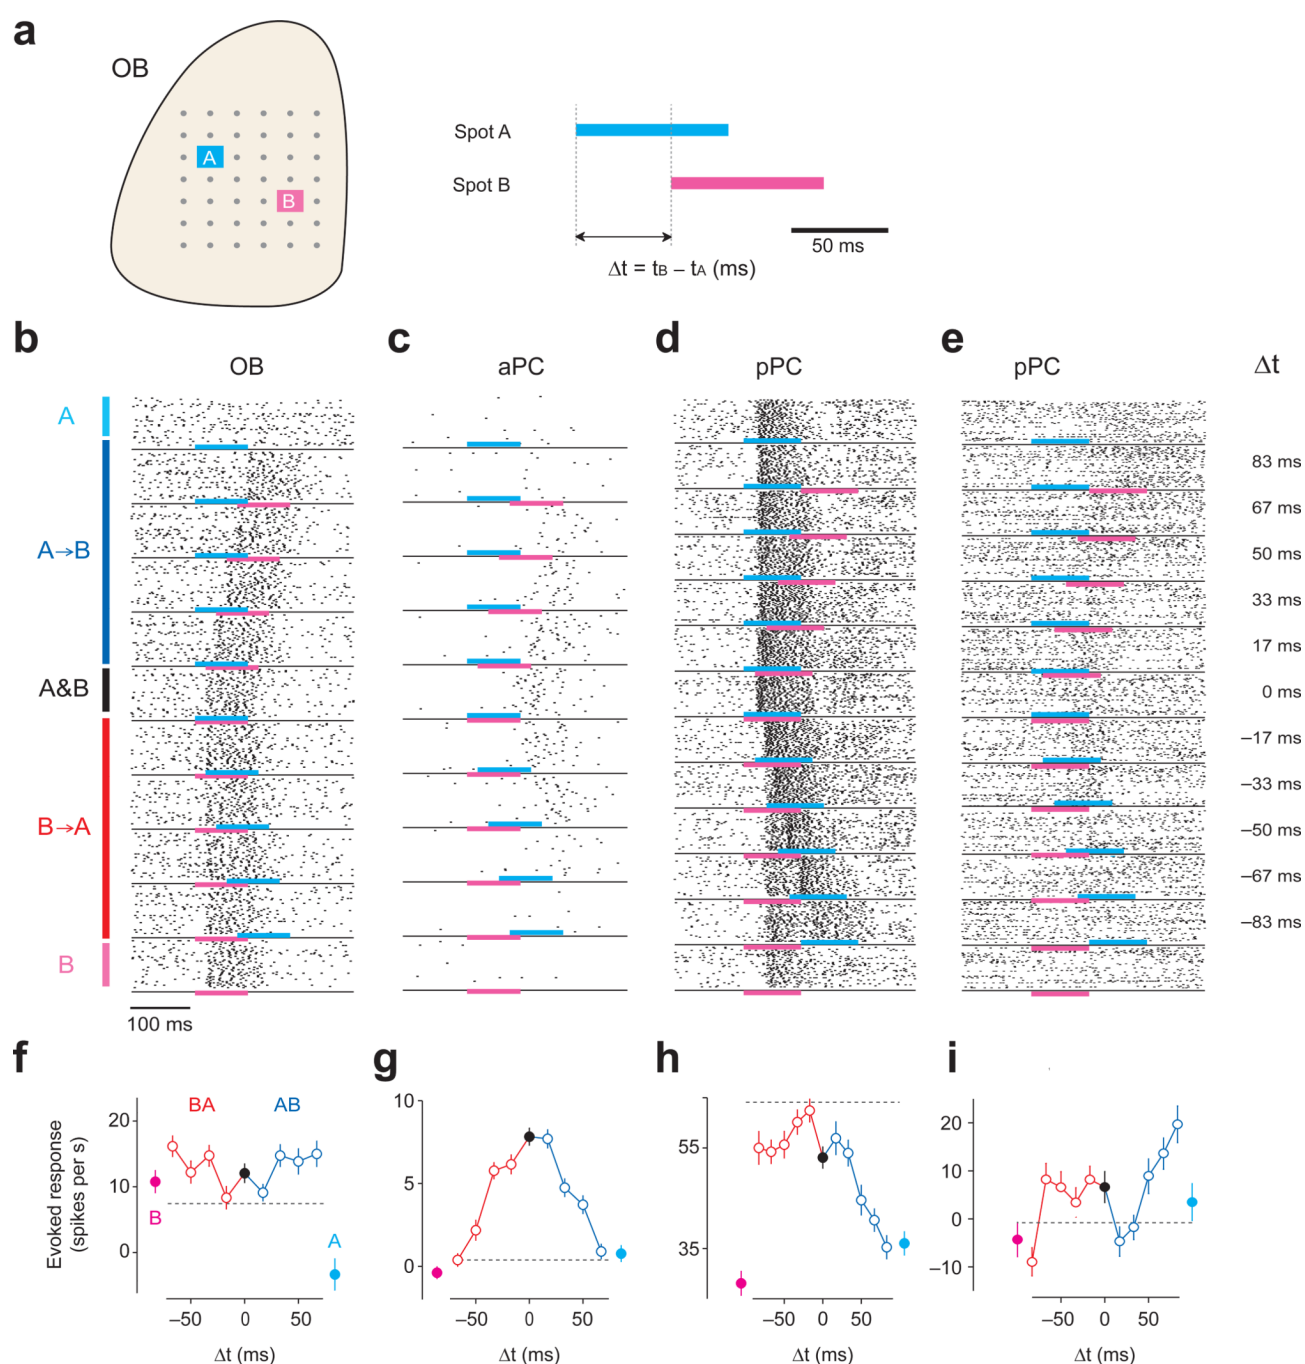 a
OB
A
B
Spot A
Spot B
50 ms
Δt = tB – tA (ms)
b
c
d
e
OB
aPC
pPC
pPC
Δt
A
A→B
A&B
B→A
B
83 ms
67 ms
50 ms
33 ms
17 ms
0 ms
–17 ms
–33 ms
–50 ms
–67 ms
–83 ms
100 ms
f
g
h
i
Evoked response
(spikes per s)
20
10
0
BA
AB
B
A
–50
0
50
Δt (ms)
10
5
0
–50
0
50
Δt (ms)
55
35
–50
0
50
Δt (ms)
20
10
0
–10
–50
0
50
Δt (ms)